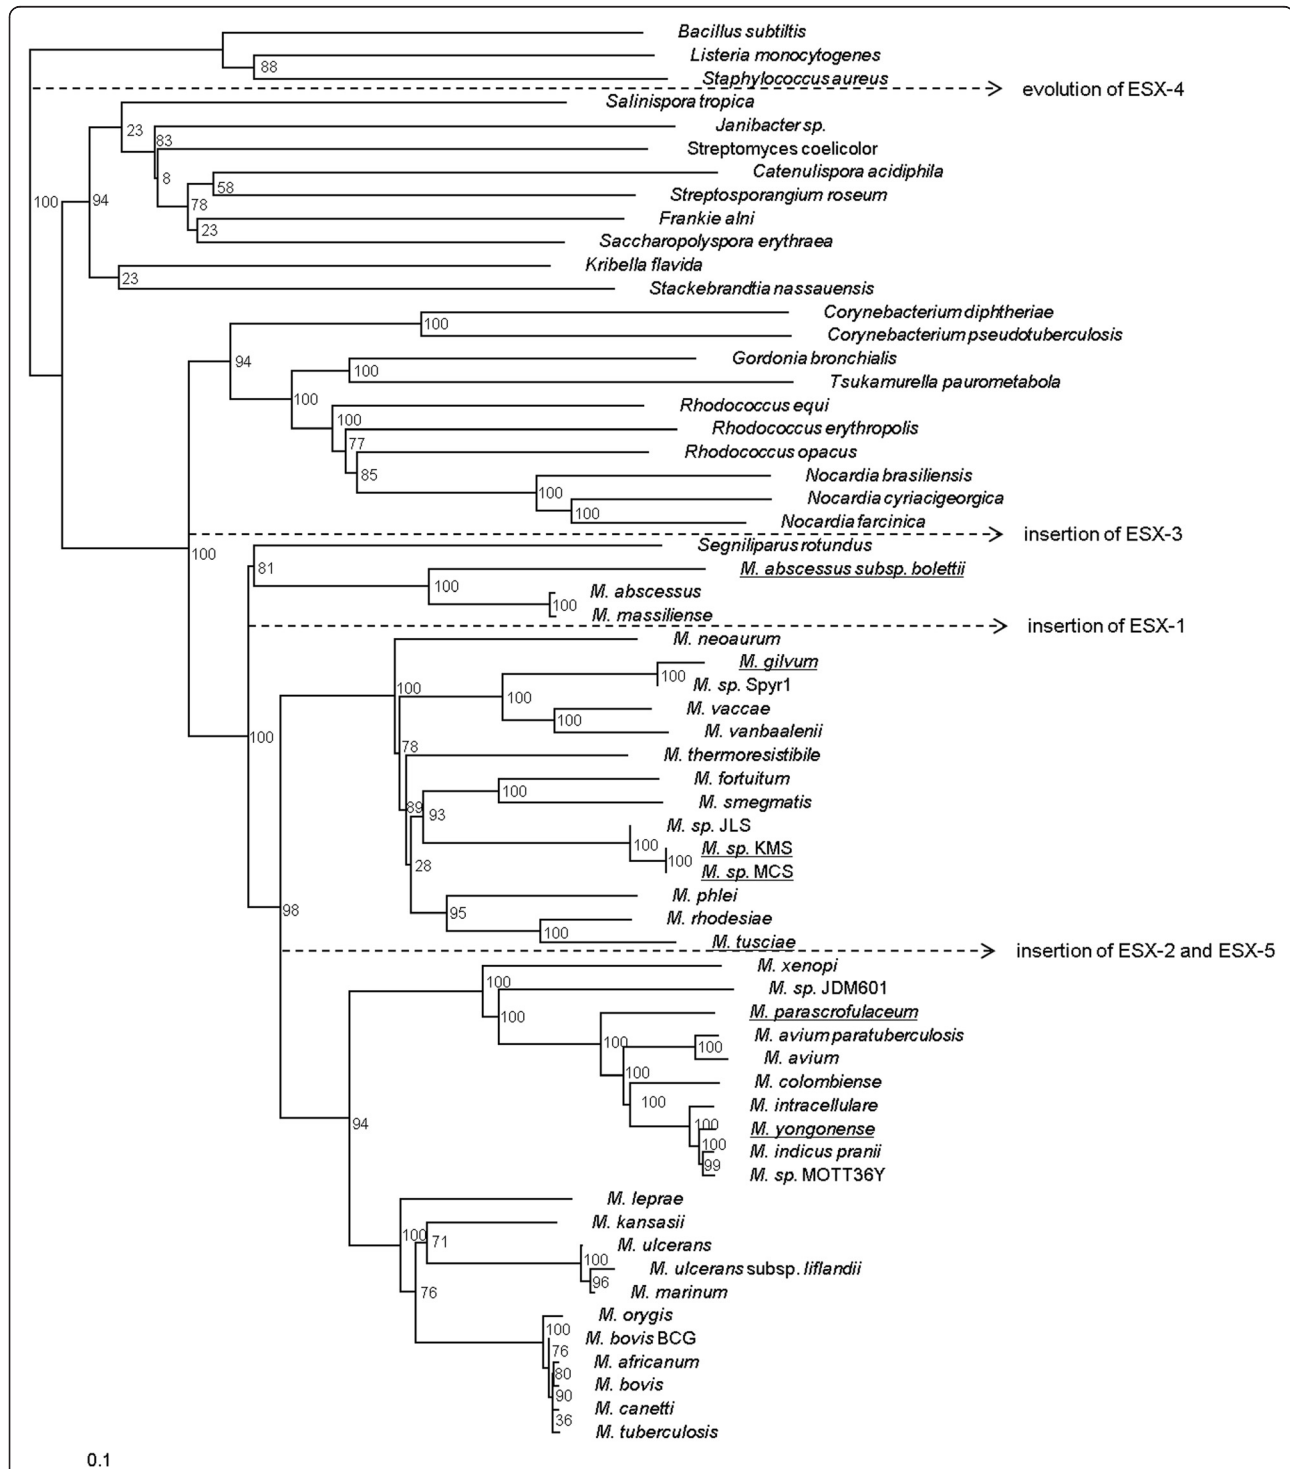 Bacillus subtiltis
Listeria monocytogenes
88
Staphylococcus aureus
evolution of ESX-4
Salinispora tropica
23
Janibacter sp.
83
Streptomyces coelicolor
8
Catenulispora acidiphila
58
Streptosporangium roseum
100
94
78
Frankie alni
23
Saccharopolyspora erythraea
Kribella flavida
23
Stackebrandtia nassauensis
Corynebacterium diphtheriae
100
Corynebacterium pseudotuberculosis
94
Gordonia bronchialis
100
Tsukamurella paurometabola
100
Rhodococcus equi
100
Rhodococcus erythropolis
77
Rhodococcus opacus
85
Nocardia brasiliensis
100
Nocardia cyriacigeorgica
100
Nocardia farcinica
insertion of ESX-3
100
Segniliparus rotundus
81
M. abscessus subsp. bolettii
100
M. abscessus
100
M. massiliense
insertion of ESX-1
M. neoaurum
M. gilvum
100
M. sp. Spyr1
100
100
M. vaccae
100
M. vanbaalenii
100
78
M. thermoresistibile
M. fortuitum
100
M. smegmatis
89
93
M. sp. JLS
100
M. sp. KMS
100
M. sp. MCS
28
M. phlei
98
95
M. rhodesiae
100
M. tusciae
insertion of ESX-2 and ESX-5
M. xenopi
100
M. sp. JDM601
100
M. parascrofulaceum
M. avium paratuberculosis
100
100
M. avium
100
M. colombiense
100
M. intracellulare
94
100
M. yongonense
100
M. indicus pranii
99
M. sp. MOTT36Y
M. leprae
M. kansasii
100
71
M. ulcerans
100
M. ulcerans subsp. liflandii
96
76
M. marinum
M. orygis
100
M. bovis BCG
76
M. africanum
80
M. bovis
90
M. canetti
36
M. tuberculosis
0.1